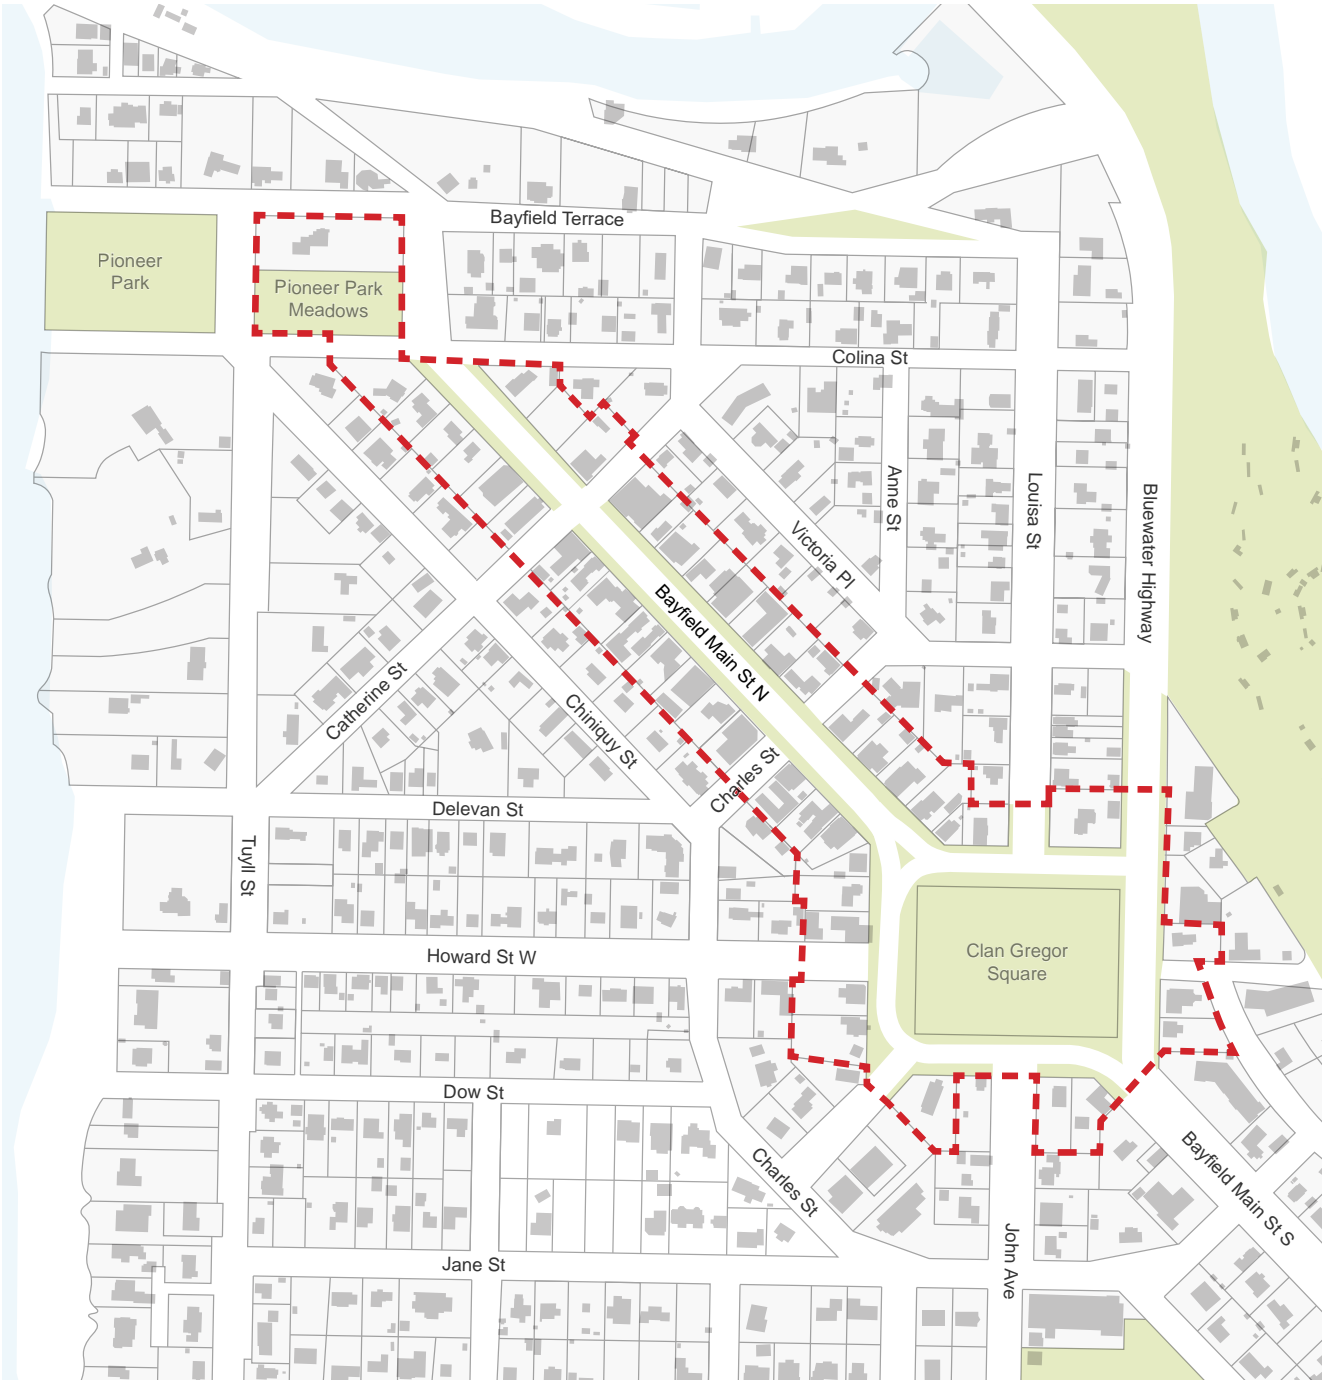 Bayfield Terrace
Pioneer
Park
Pioneer Park
Meadows
Colina St
Anne St
Louisa St
Bluewater Highway
Victoria Pl
Bayfield Main St N
Catherine St
Chiniquy St
Charles St
Delevan St
Tuyll St
Howard St W
Clan Gregor
Square
Dow St
Charles St
Bayfield Main St S
John Ave
Jane St